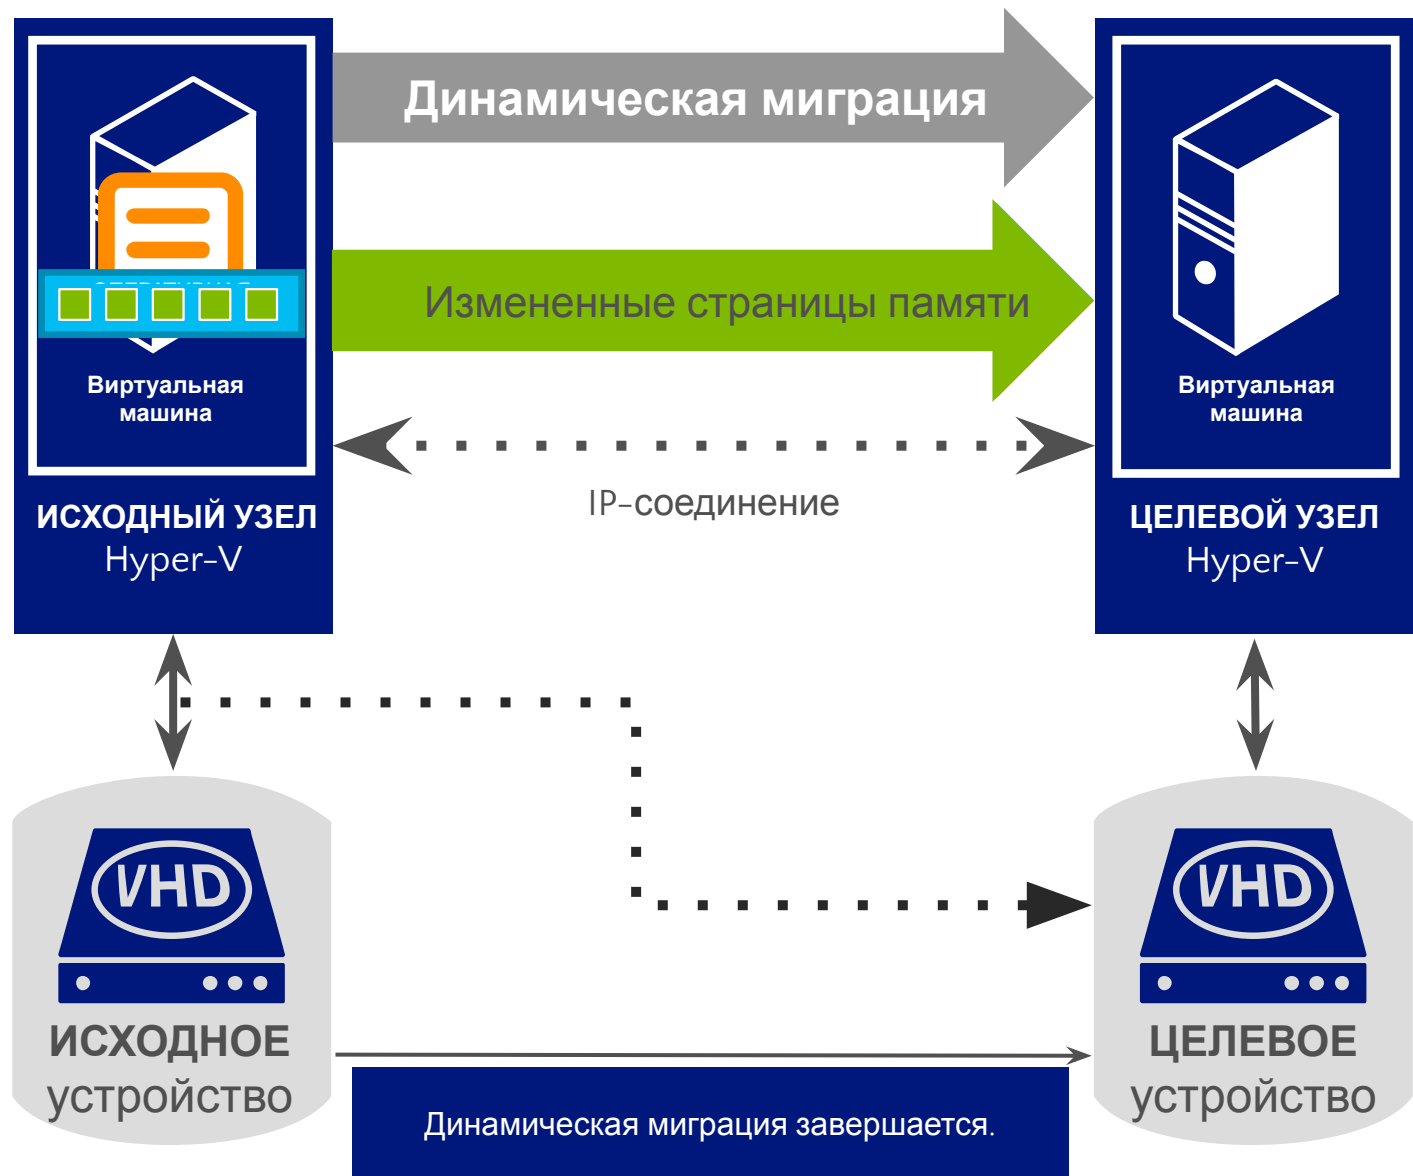 Динамическая миграция
Измененные страницы памяти
Виртуальная
машина
Виртуальная
машина
IP-соединение
ИСХОДНЫЙ УЗЕЛ
Hyper-V
ЦЕЛЕВОЙ УЗЕЛ
Hyper-V
VHD
VHD
ИСХОДНОЕ
устройство
ЦЕЛЕВОЕ
устройство
Динамическая миграция завершается.